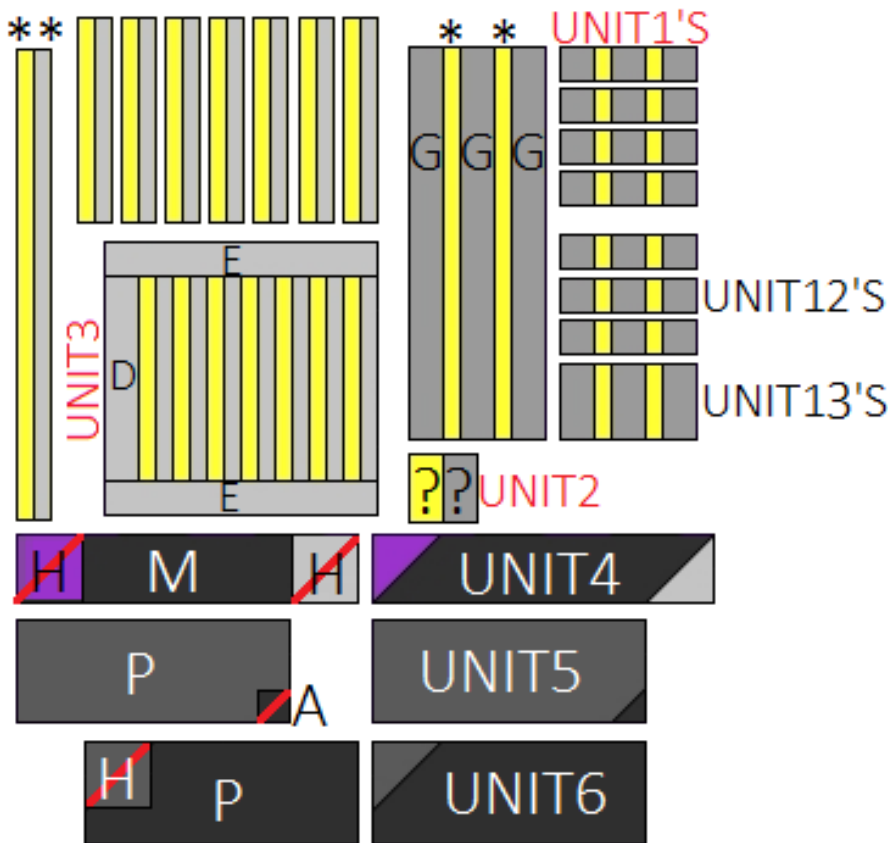 ** * * UNIT1'S
G G G
E
UNIT12'S
UNIT3
D
UNIT13'S
E
? ? UNIT2
H M H UNIT4
P UNIT5
A
H P UNIT6